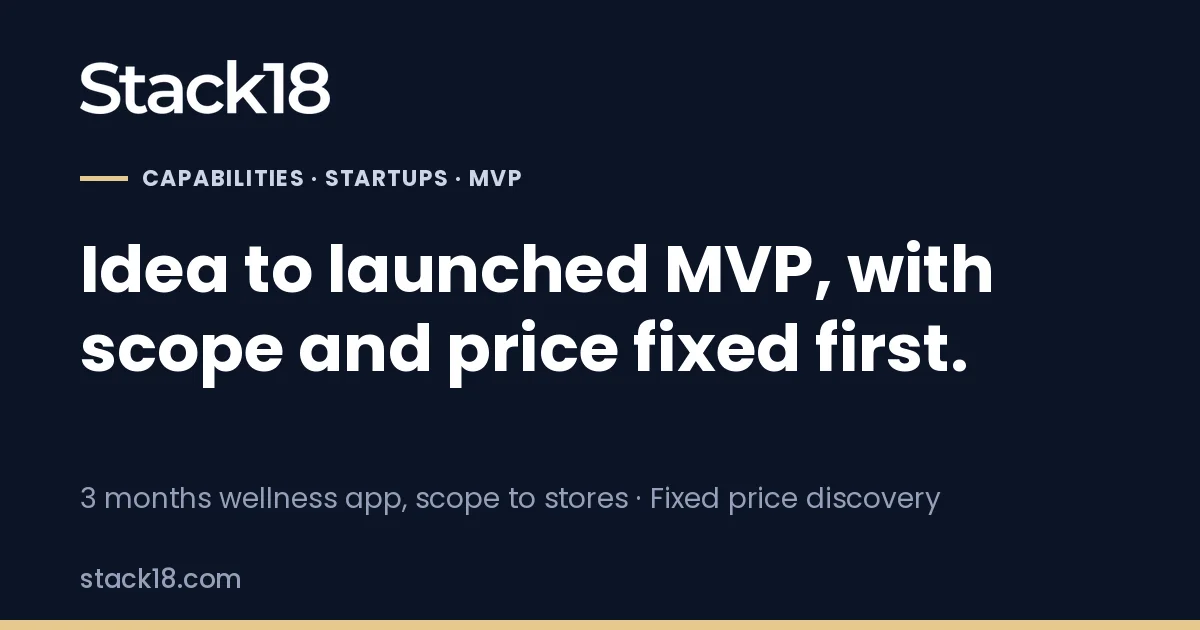 Stack18
CAPABILITIES · STARTUPS · MVP
Idea to launched MVP, with
scope and price fixed first.
3 months wellness app, scope to stores · Fixed price discovery
stack18.com